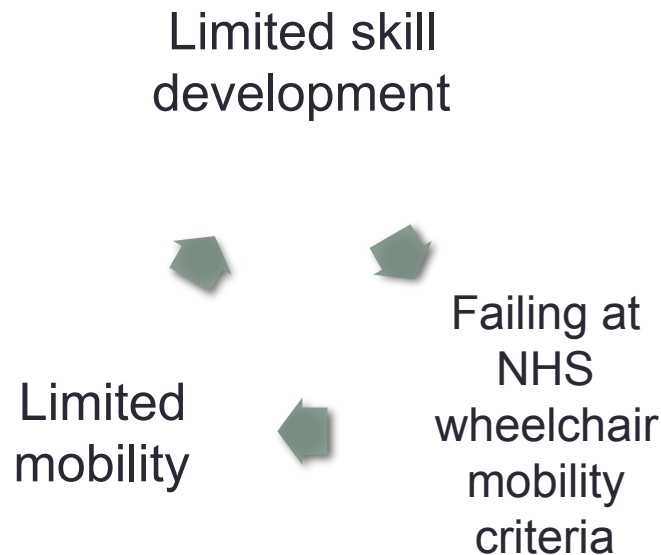 Limited skill
development
Failing at
NHS
wheelchair
mobility
criteria
Limited
mobility